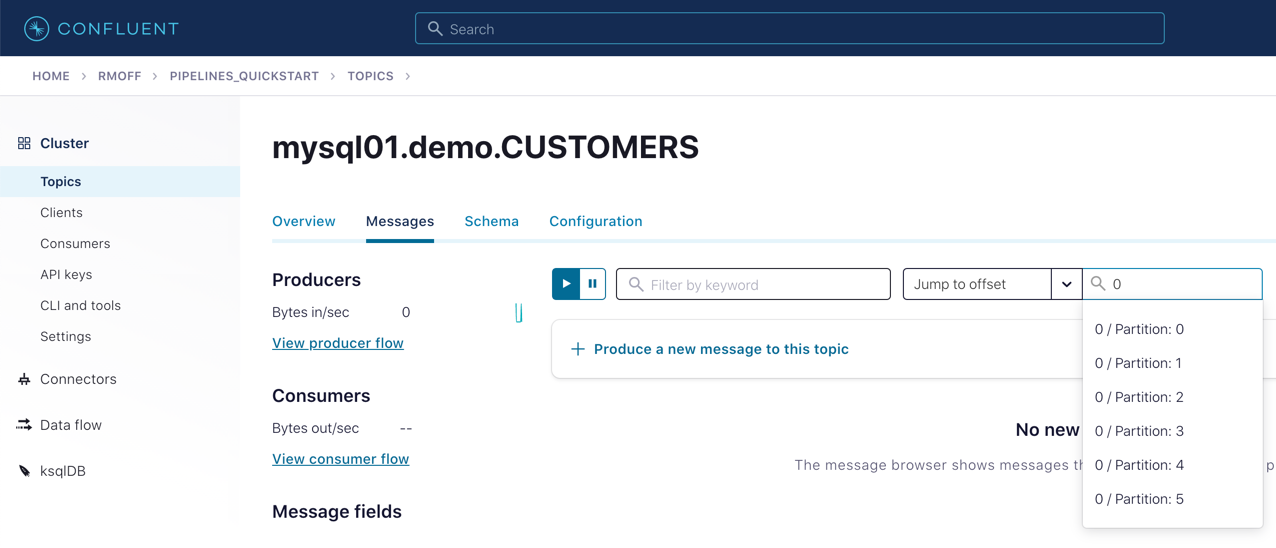 CONFLUENT
Search
HOME > RMOFF > PIPELINES_QUICKSTART > TOPICS >
Cluster
Topics
Clients
Consumers
API keys
CLI and tools
Settings
Connectors
Data flow
ksqlDB
mysql01.demo.CUSTOMERS
Overview Messages Schema Configuration
Producers
Bytes in/sec 0
View producer flow
Consumers
Bytes out/sec --
View consumer flow
Message fields
Filter by keyword Jump to offset 0
+ Produce a new message to this topic
No new
The message browser shows messages
0 / Partition: 0
0 / Partition: 1
0 / Partition: 2
0 / Partition: 3
0 / Partition: 4
0 / Partition: 5